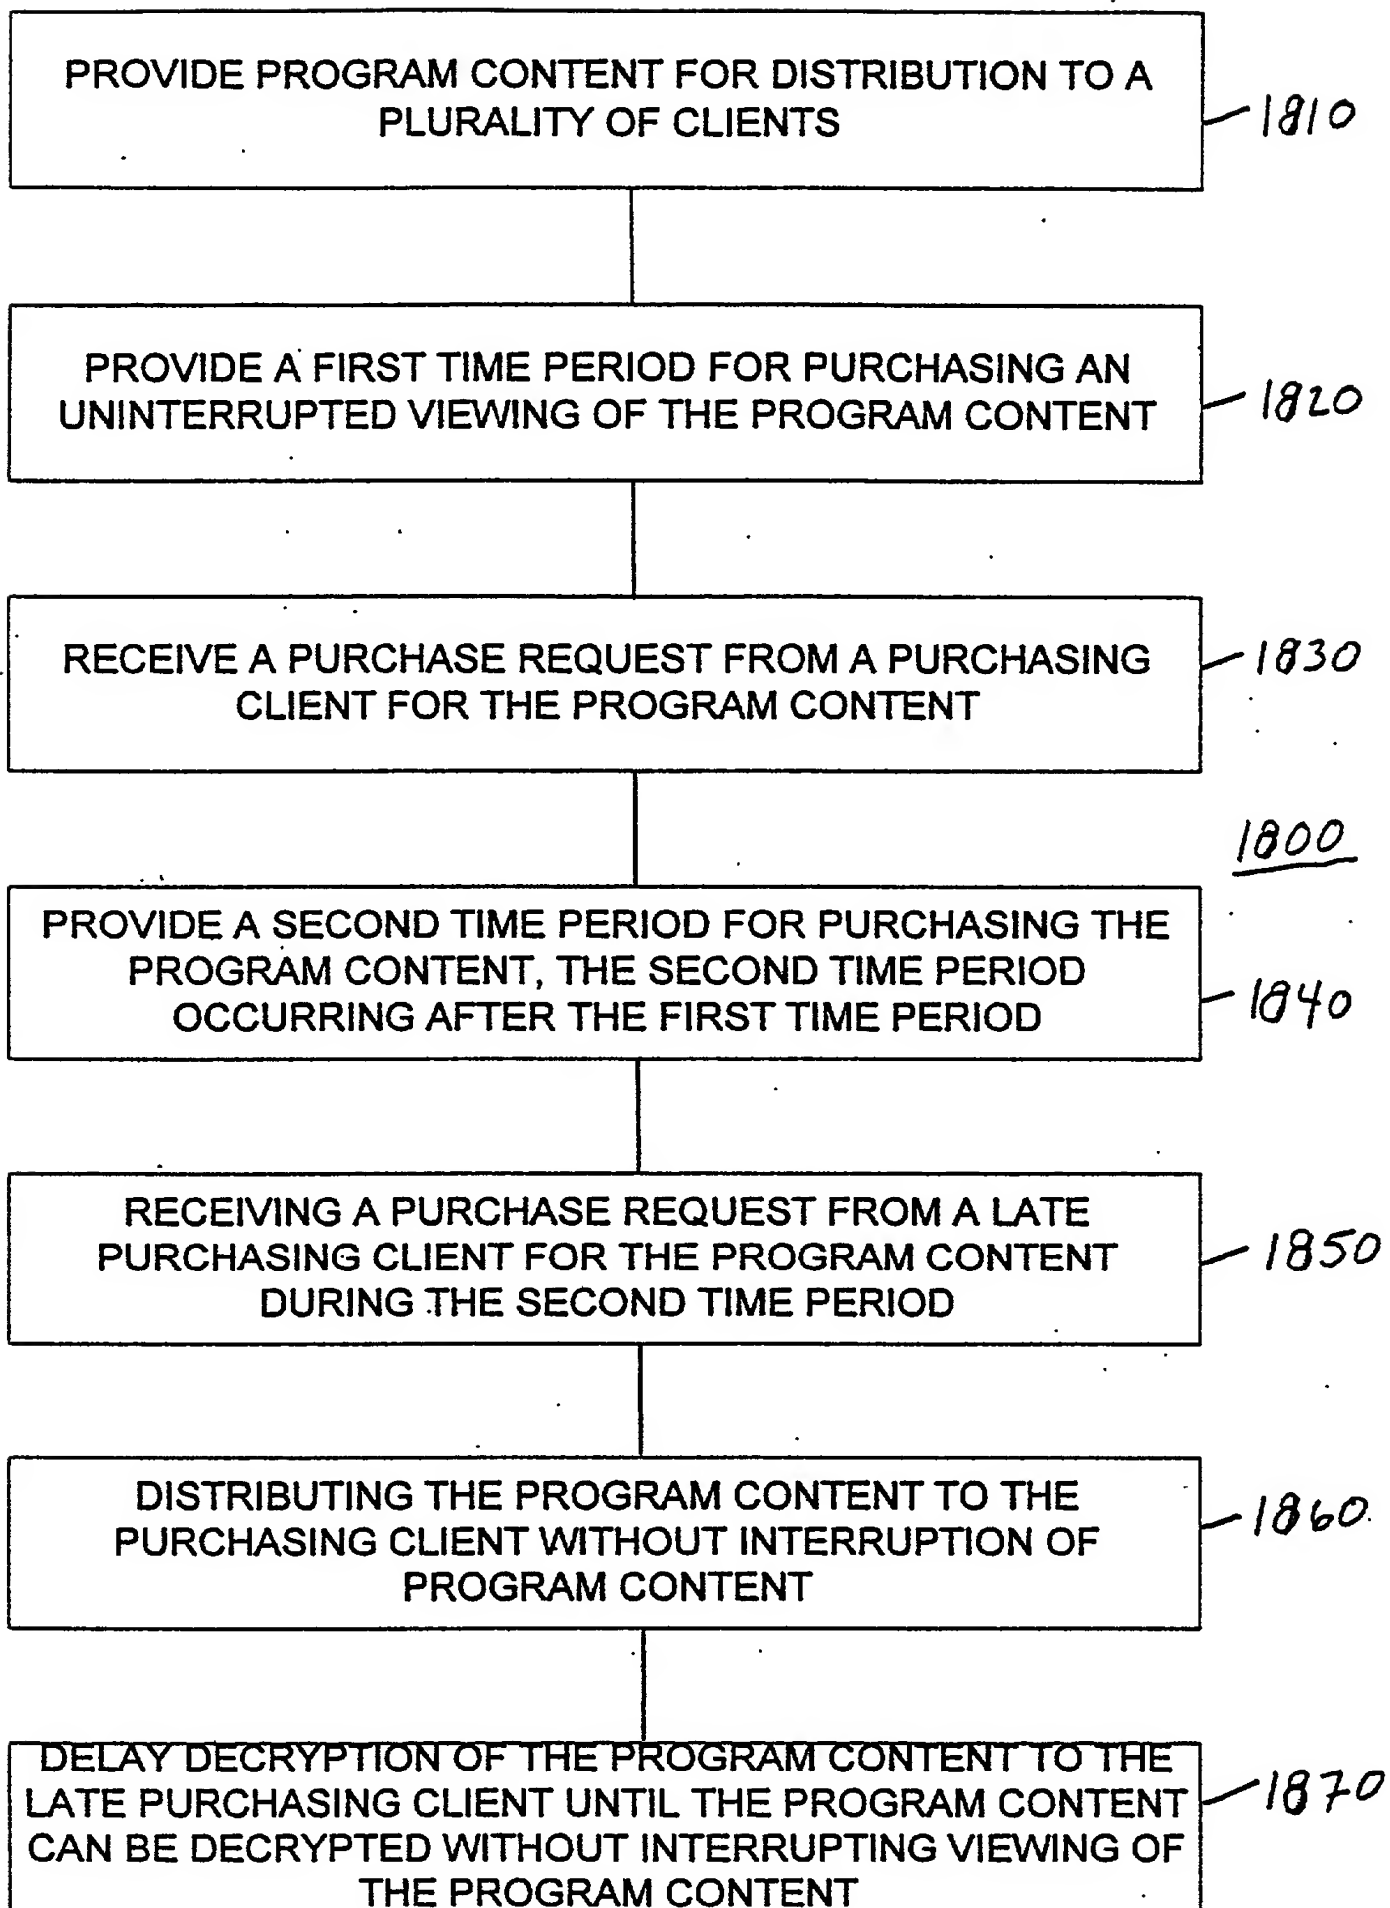 PROVIDE PROGRAM CONTENT FOR DISTRIBUTION TO A
PLURALITY OF CLIENTS
1810
PROVIDE A FIRST TIME PERIOD FOR PURCHASING AN
UNINTERRUPTED VIEWING OF THE PROGRAM CONTENT
1820
RECEIVE A PURCHASE REQUEST FROM A PURCHASING
CLIENT FOR THE PROGRAM CONTENT
1830
1800
PROVIDE A SECOND TIME PERIOD FOR PURCHASING THE
PROGRAM CONTENT, THE SECOND TIME PERIOD
OCCURRING AFTER THE FIRST TIME PERIOD
1840
RECEIVING A PURCHASE REQUEST FROM A LATE
PURCHASING CLIENT FOR THE PROGRAM CONTENT
DURING THE SECOND TIME PERIOD
1850
DISTRIBUTING THE PROGRAM CONTENT TO THE
PURCHASING CLIENT WITHOUT INTERRUPTION OF
PROGRAM CONTENT
1860
DELAY DECRYPTION OF THE PROGRAM CONTENT TO THE
LATE PURCHASING CLIENT UNTIL THE PROGRAM CONTENT
CAN BE DECRYPTED WITHOUT INTERRUPTING VIEWING OF
THE PROGRAM CONTENT
1870